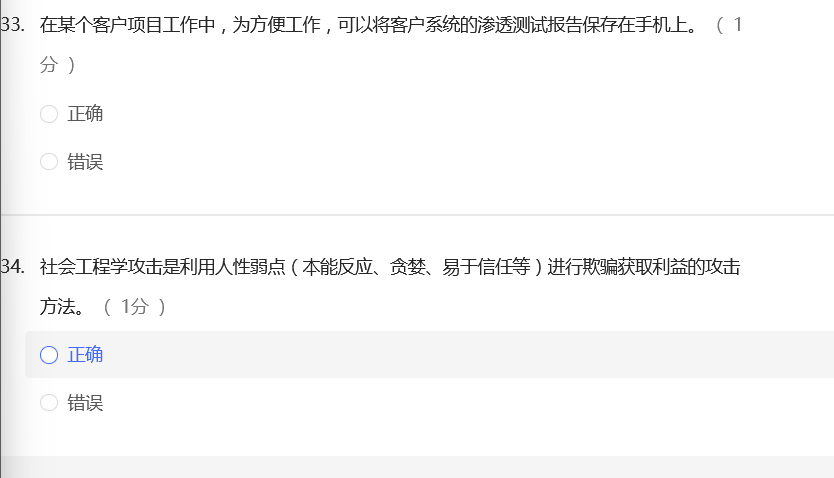 33. 在某个客户项目工作中，为方便工作，可以将客户系统的渗透测试报告保存在手机上。（ 1
分 ）
正确
错误
34. 社会工程学攻击是利用人性弱点（本能反应、贪婪、易于信任等）进行欺骗获取利益的攻击
方法。（ 1分 ）
正确
错误